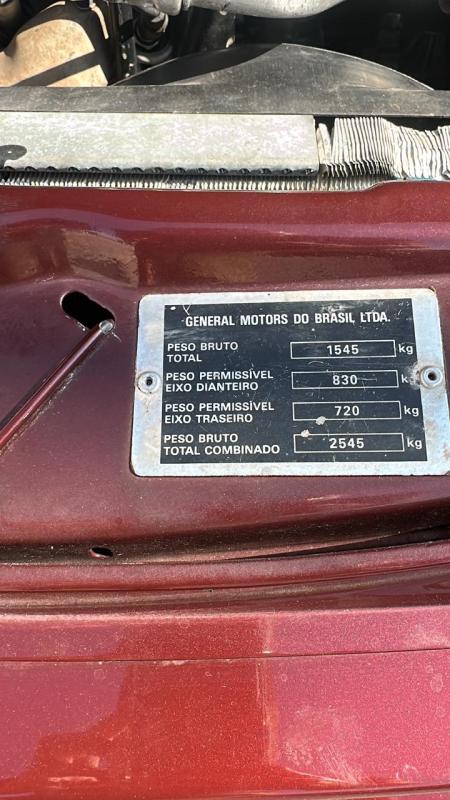 GENERAL MOTORS DO BRASIL LTDA.
PESO BRUTO
TOTAL 1545 kg
PESO PERMISSÍVEL
EIXO DIANTEIRO 830 k
PESO PERMISSÍVEL
EIXO TRASEIRO 720 kg
PESO BRUTO
TOTAL COMBINADO 2545 kg